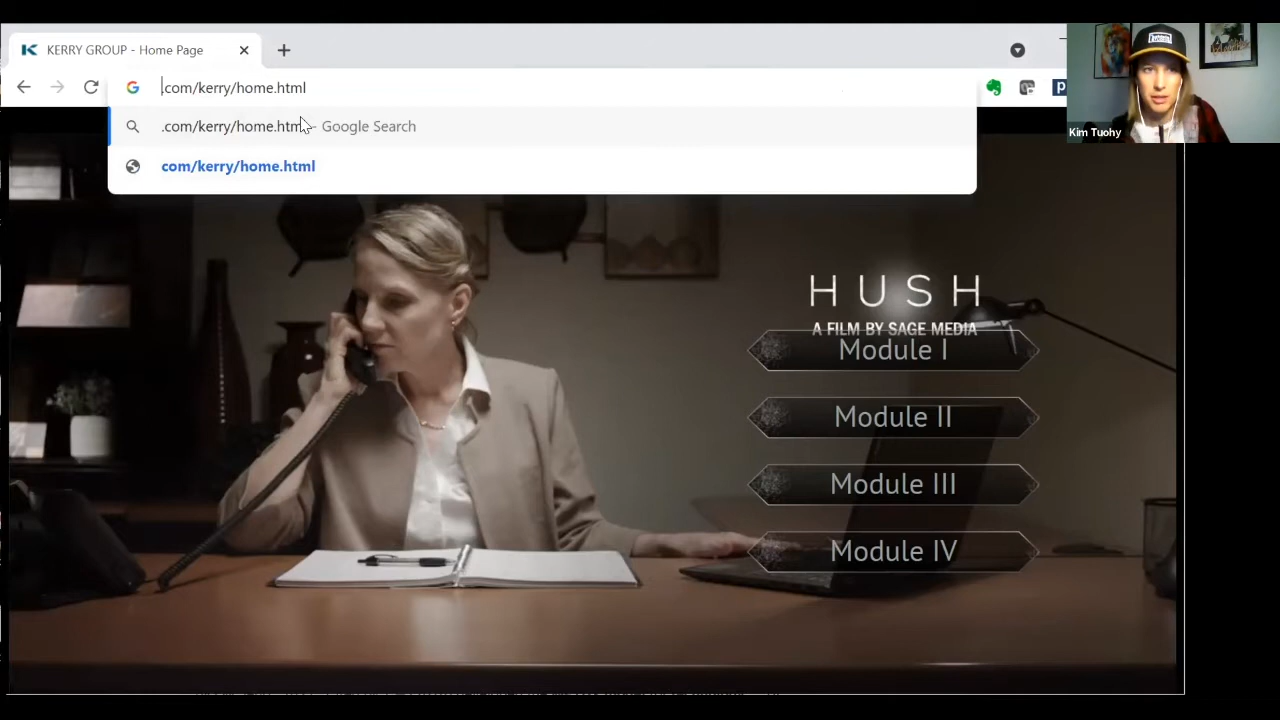 KERRY GROUP - Home Page
.com/kerry/home.html
.com/kerry/home.html - Google Search
com/kerry/home.html
Kim Tuohy
HUSH
A FILM BY SAGE MEDIA
Module I
Module II
Module III
Module IV